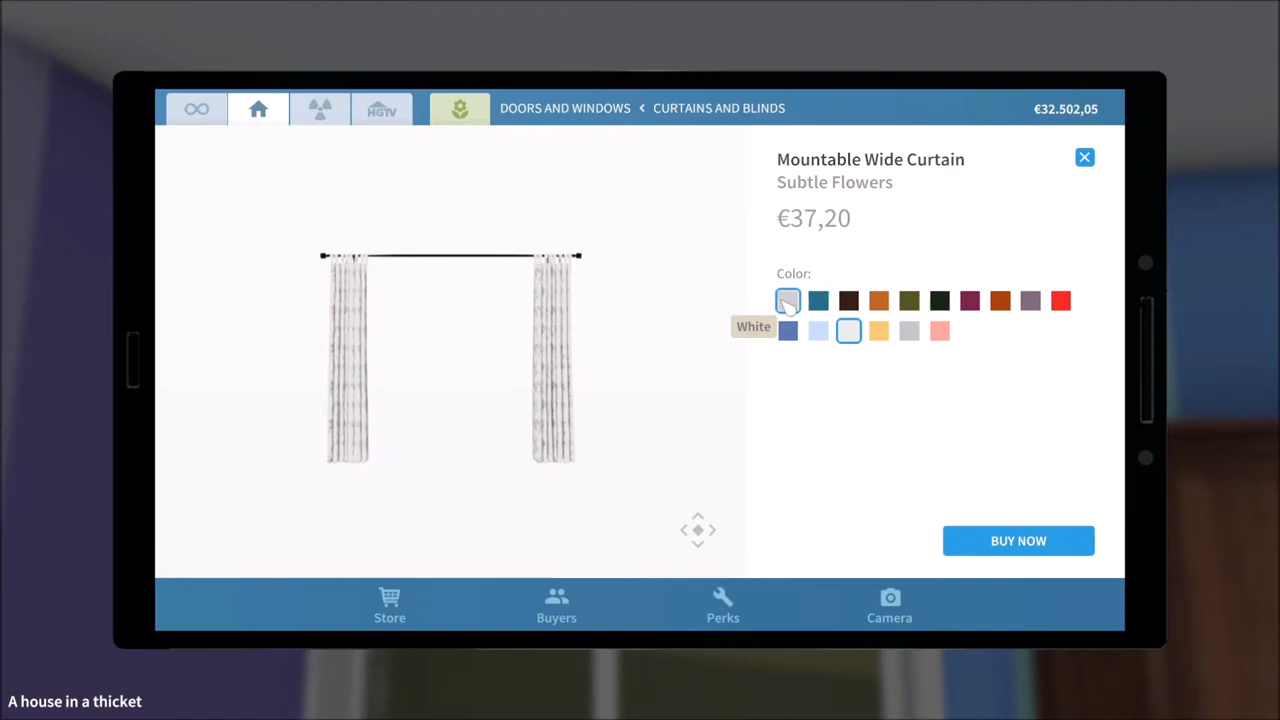 HGTV
DOORS AND WINDOWS < CURTAINS AND BLINDS
€32.502,05
Mountable Wide Curtain
Subtle Flowers
€37,20
Color:
White
BUY NOW
Store
Buyers
Perks
Camera
A house in a thicket